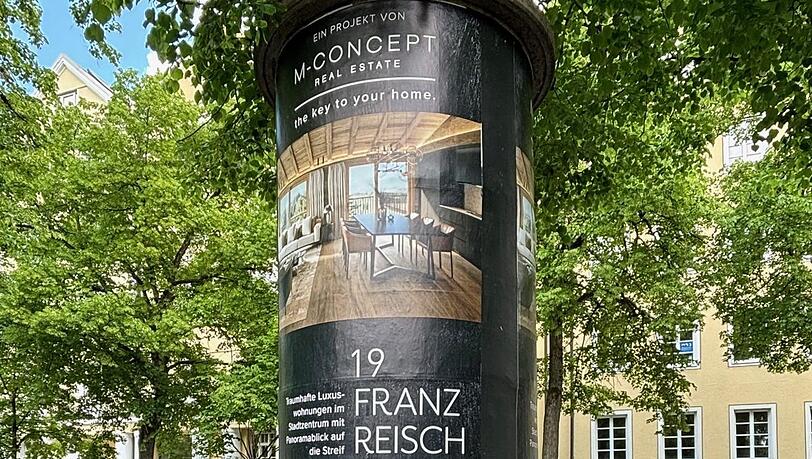 EIN PROJEKT VON
M-CONCEPT
REAL ESTATE
the key to your home.
19
FRANZ
REISCH
Traumhafte Luxus-
wohnungen im
Stadtzentrum mit
Panoramablick auf
die Streif